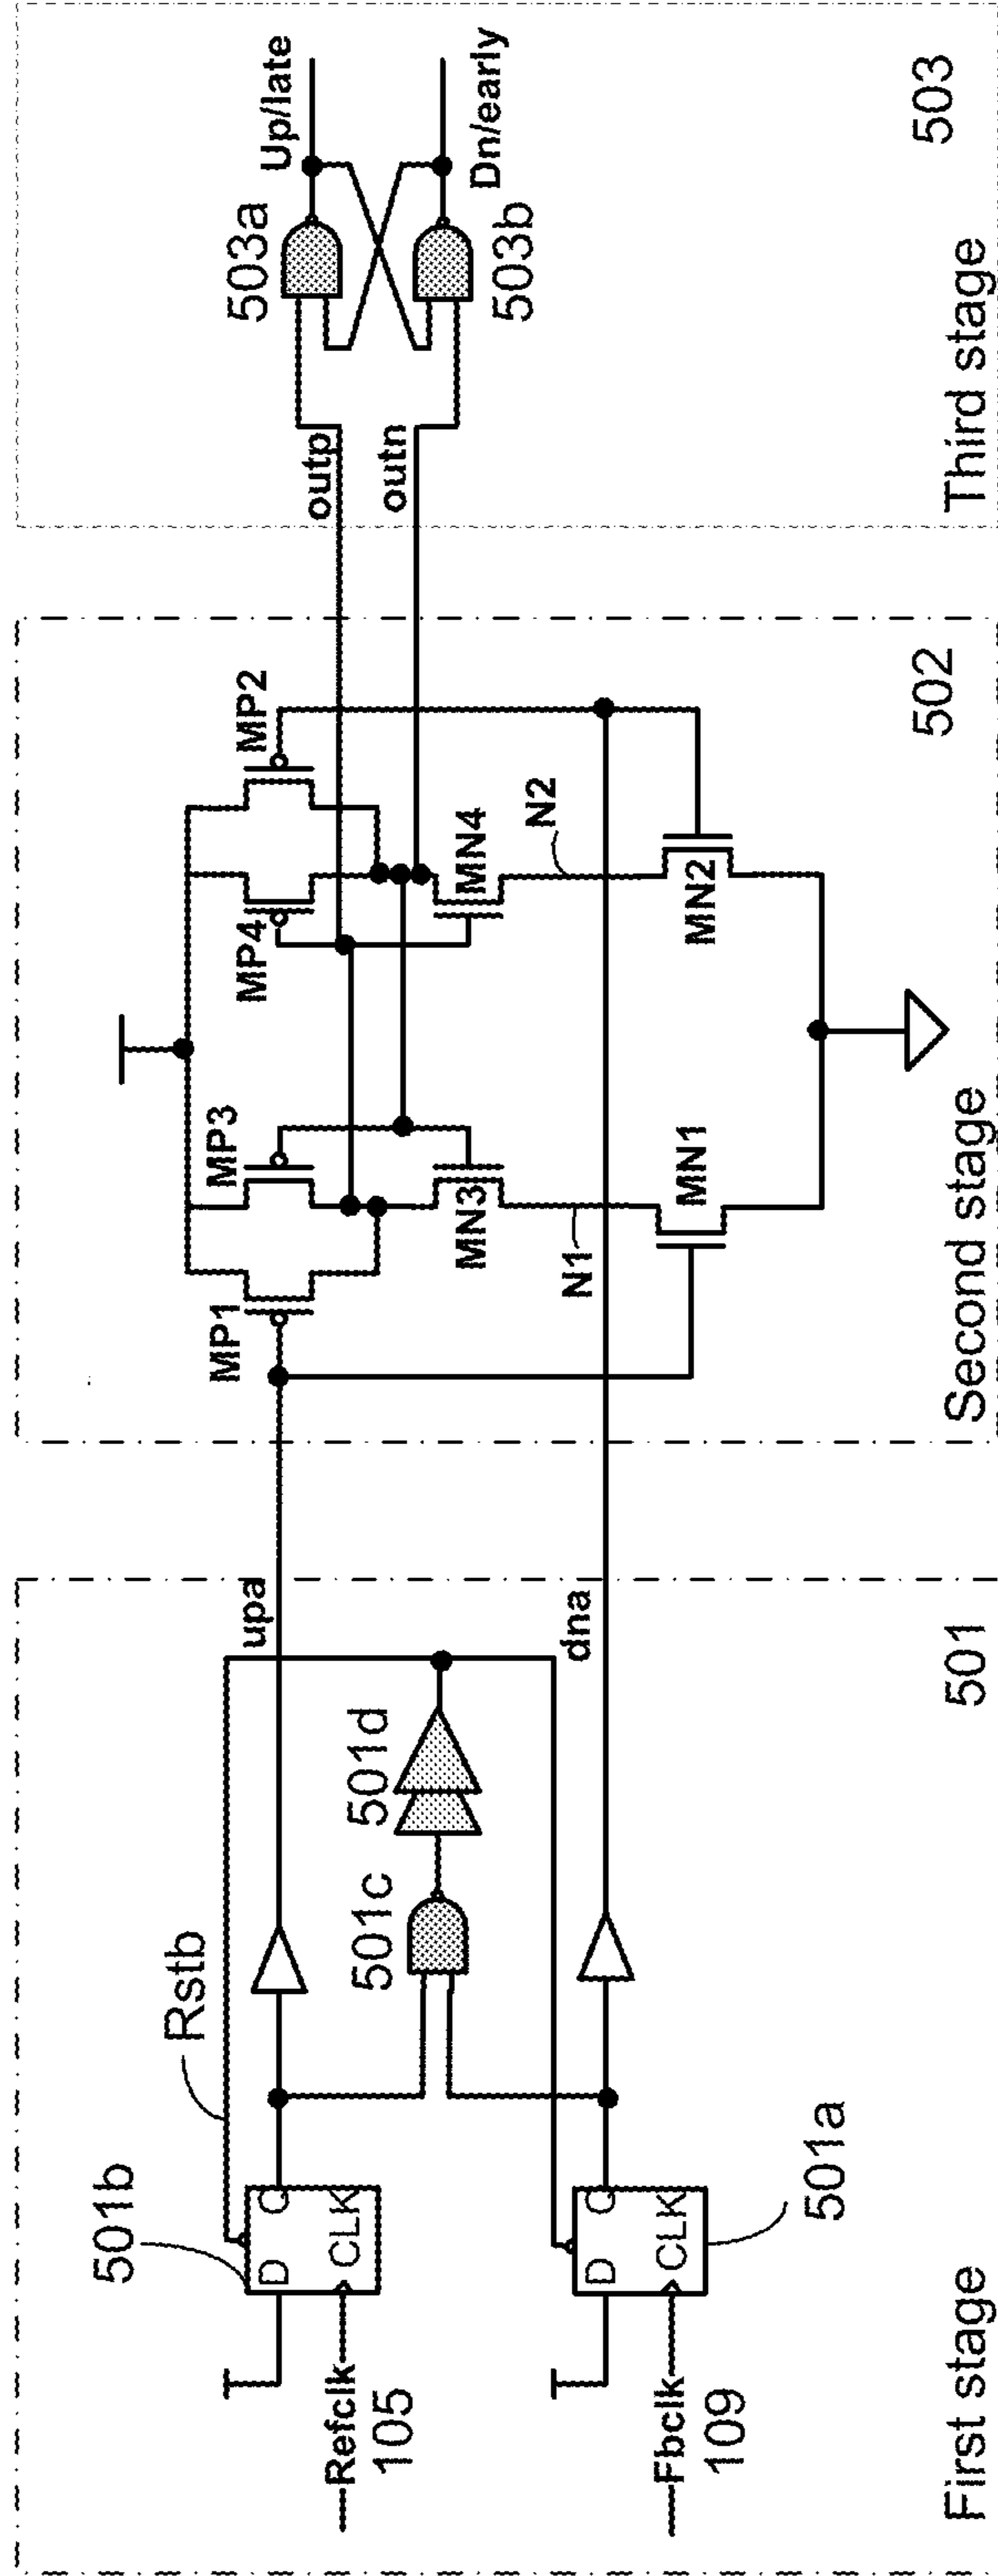 501b
Rstb
D
Q
CLK
Refclk
105
501c
501d
upa
D
Q
CLK
Fbclk
109
501a
dna
First stage
501
MP1
MP3
MP4
MP2
MN3
MN4
N1
N2
MN1
MN2
Second stage
502
outp
outn
503a
Up/late
503b
Dn/early
Third stage
503